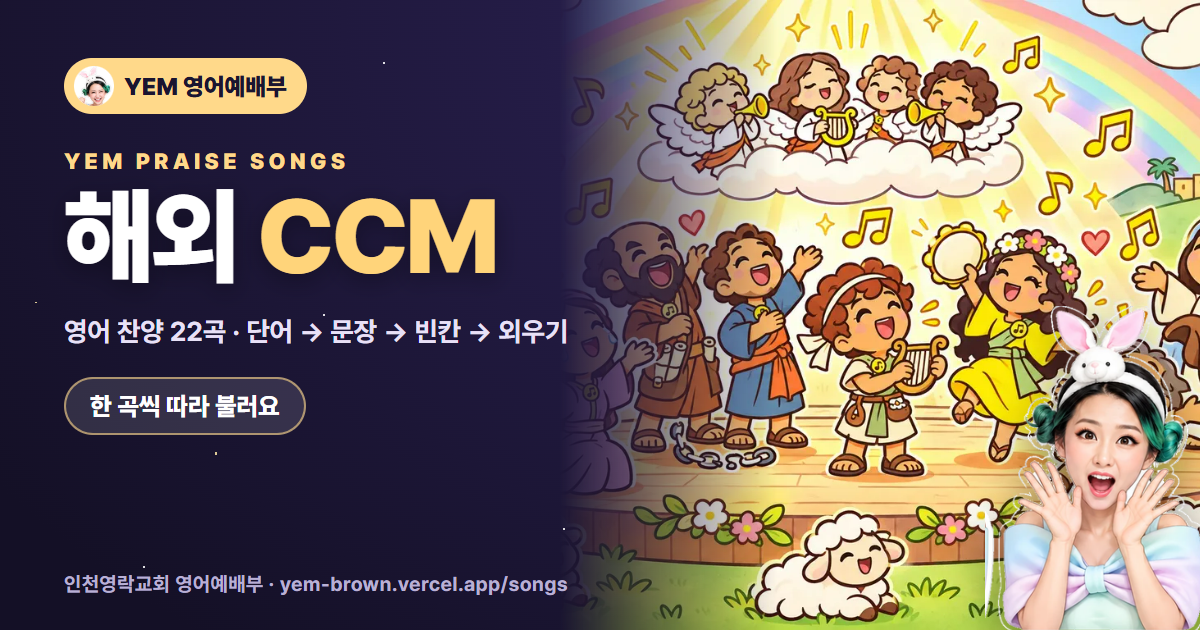 YEM 영어예배부
YEM PRAISE SONGS
해외 CCM
영어 찬양 22곡 · 단어 → 문장 → 빈칸 → 외우기
한 곡씩 따라 불러요
인천영락교회 영어예배부 · yem-brown.vercel.app/songs